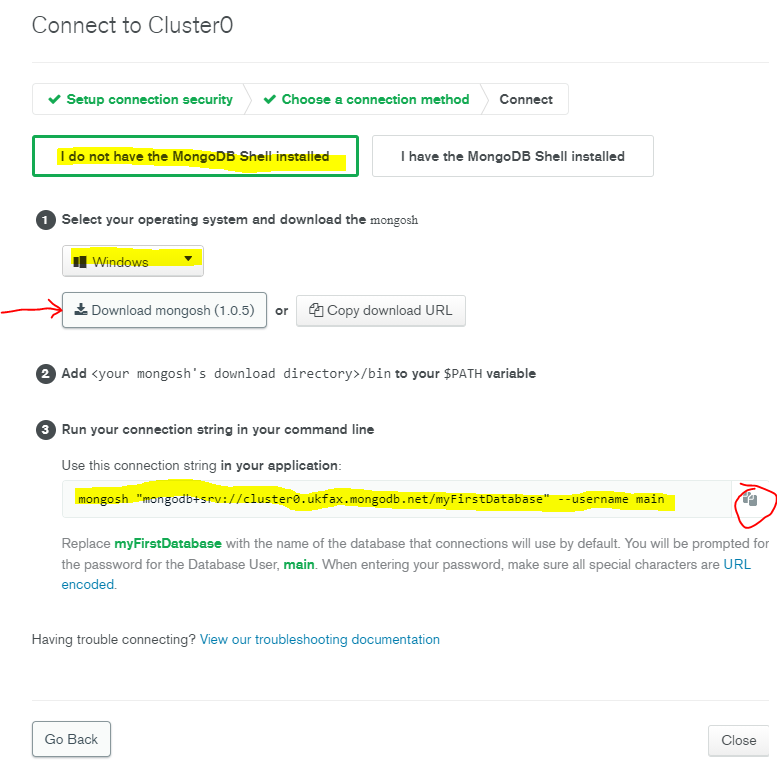 Connect to Cluster0
Setup connection security
Choose a connection method
Connect
I do not have the MongoDB Shell installed
I have the MongoDB Shell installed
1 Select your operating system and download the mongosh
Windows
Download mongosh (1.0.5) or Copy download URL
2 Add <your mongosh's download directory>/bin to your $PATH variable
3 Run your connection string in your command line
Use this connection string in your application:
mongosh "mongodb+srv://cluster0.ukfax.mongodb.net/myFirstDatabase" --username main
Replace myFirstDatabase with the name of the database that connections will use by default. You will be prompted for
the password for the Database User, main. When entering your password, make sure all special characters are URL
encoded.
Having trouble connecting? View our troubleshooting documentation
Go Back
Close